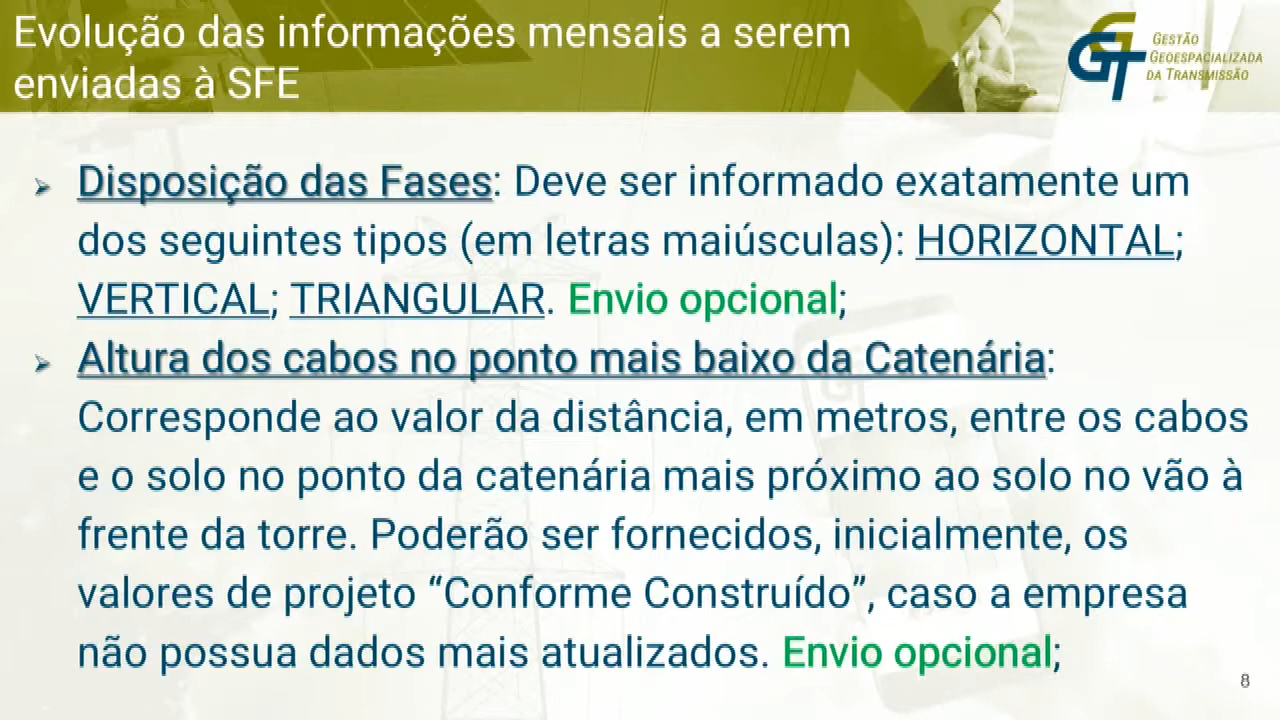 Evolução das informações mensais a serem
enviadas à SFE
GT
GESTÃO
GEOESPACIALIZADA
DA TRANSMISSÃO
Disposição das Fases: Deve ser informado exatamente um
dos seguintes tipos (em letras maiúsculas): HORIZONTAL;
VERTICAL; TRIANGULAR. Envio opcional;
Altura dos cabos no ponto mais baixo da Catenária:
Corresponde ao valor da distância, em metros, entre os cabos
e o solo no ponto da catenária mais próximo ao solo no vão à
frente da torre. Poderão ser fornecidos, inicialmente, os
valores de projeto “Conforme Construído”, caso a empresa
não possua dados mais atualizados. Envio opcional;
8